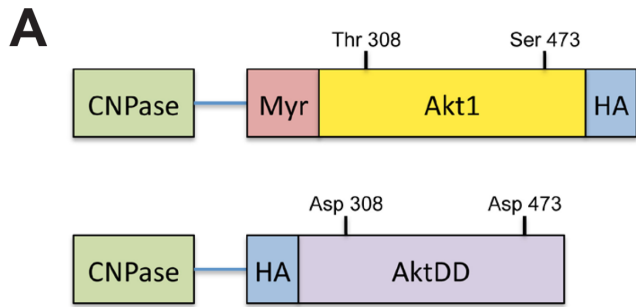 A
Thr 308 Ser 473
CNPase Myr Akt1 HA
Asp 308 Asp 473
CNPase HA AktDD